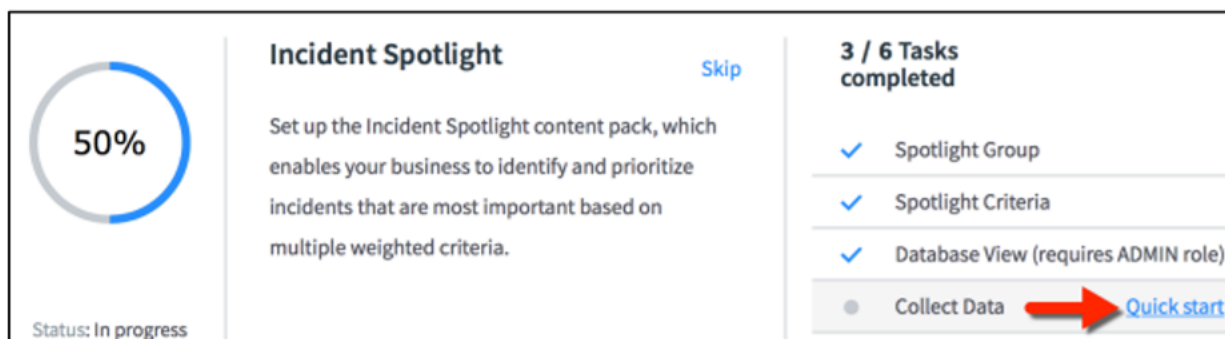 50%
Status: In progress
Incident Spotlight
Skip
Set up the Incident Spotlight content pack, which
enables your business to identify and prioritize
incidents that are most important based on
multiple weighted criteria.
3 / 6 Tasks
completed
Spotlight Group
Spotlight Criteria
Database View (requires ADMIN role)
Collect Data Quick start